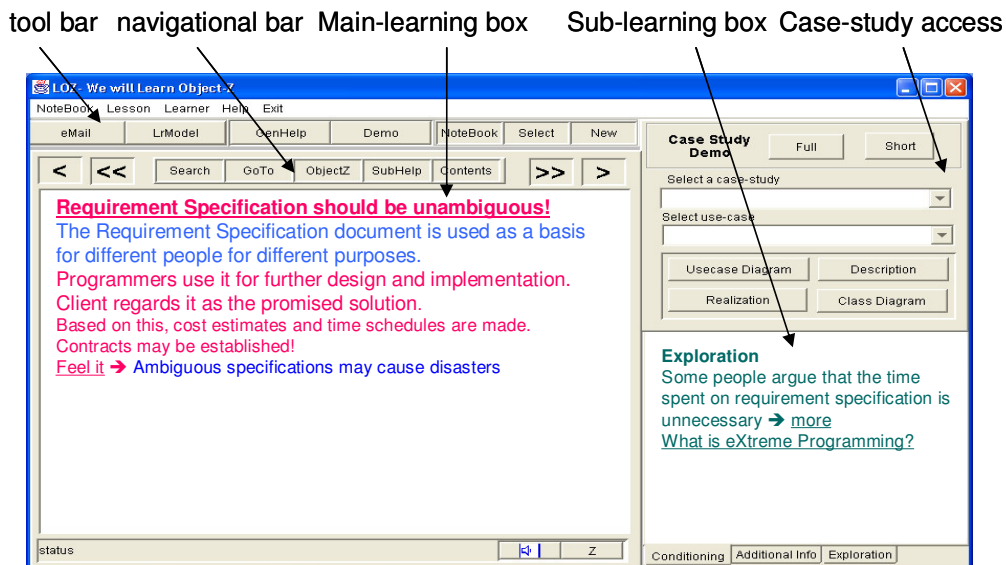 tool bar navigational bar Main-learning box Sub-learning box Case-study access
LOZ- We will Learn Object-Z
NoteBook Lesson Learner Help Exit
eMail LrModel GenHelp Demo NoteBook Select New
< << Search GoTo ObjectZ SubHelp Contents >> >
Requirement Specification should be unambiguous!
The Requirement Specification document is used as a basis
for different people for different purposes.
Programmers use it for further design and implementation.
Client regards it as the promised solution.
Based on this, cost estimates and time schedules are made.
Contracts may be established!
Feel it ➔ Ambiguous specifications may cause disasters
status Z
Case Study
Demo
Full Short
Select a case-study
Select use-case
Usecase Diagram Description
Realization Class Diagram
Exploration
Some people argue that the time
spent on requirement specification is
unnecessary ➔ more
What is eXtreme Programming?
Conditioning Additional Info Exploration